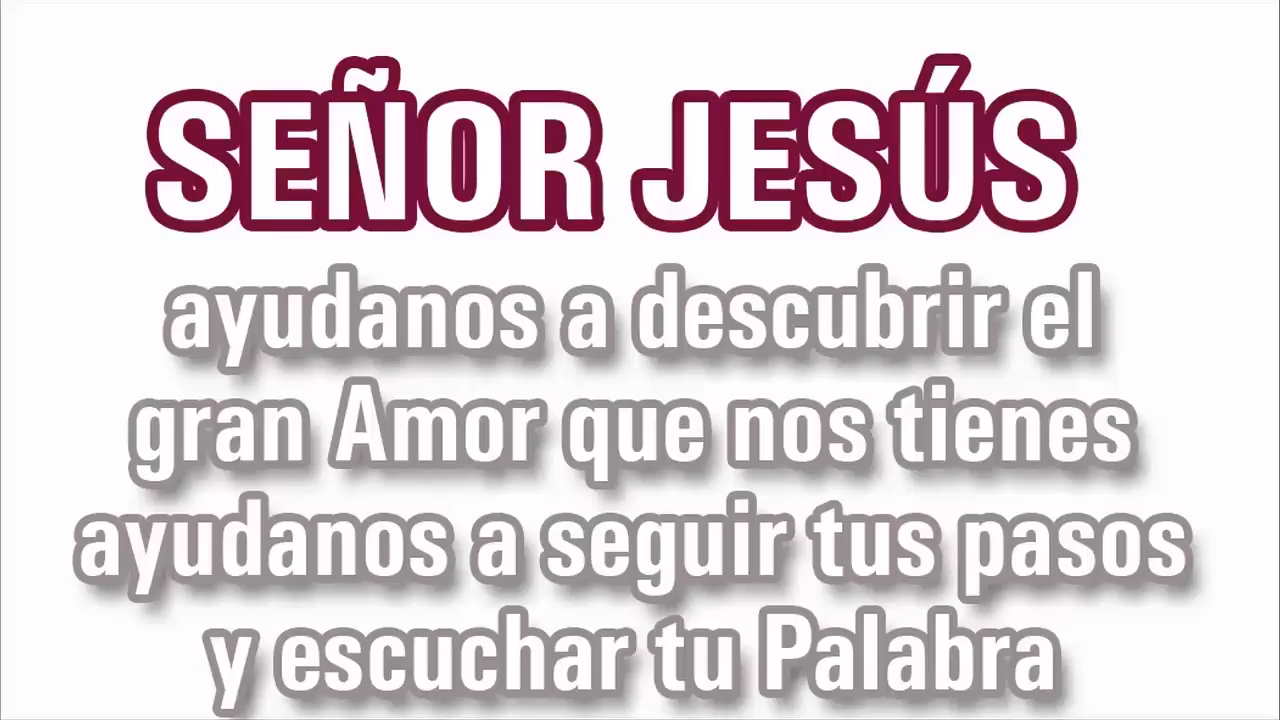 SEÑOR JESÚS
ayudanos a descubrir el
gran Amor que nos tienes
ayudanos a seguir tus pasos
y escuchar tu Palabra